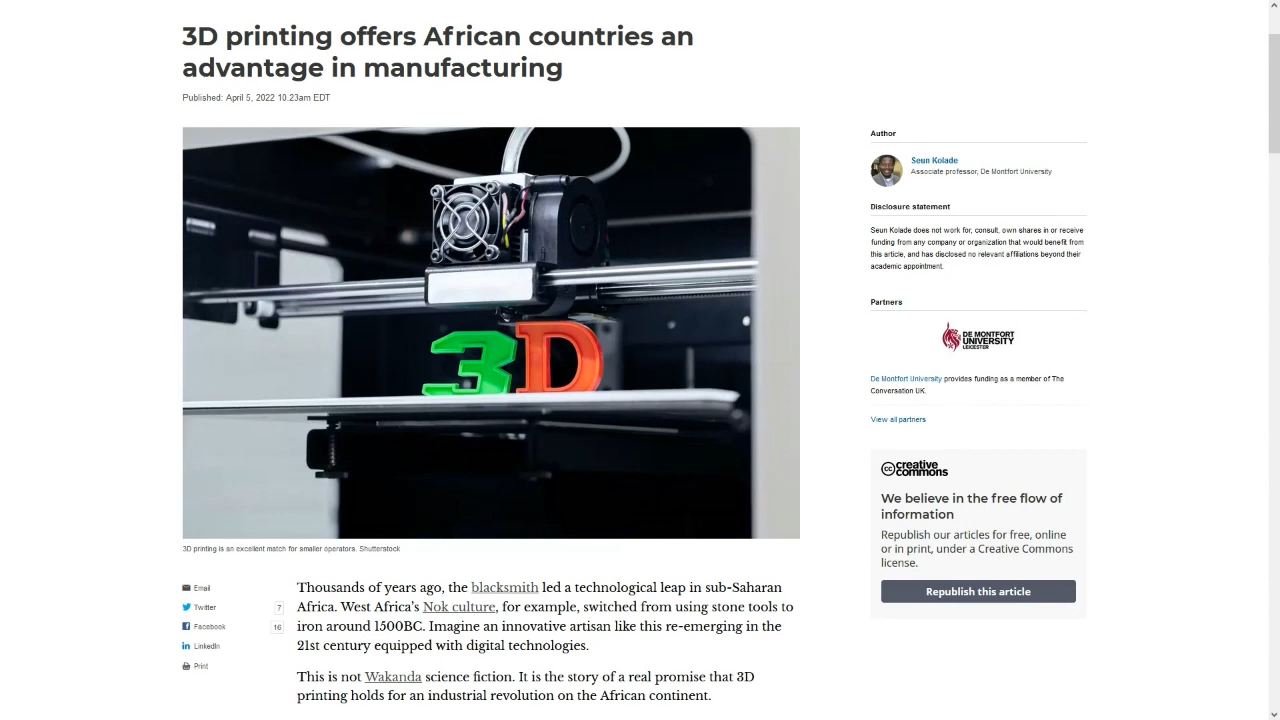 3D printing offers African countries an
advantage in manufacturing
Published: April 5, 2022 10.23am EDT
3D
3D printing is an excellent match for smaller operators. Shutterstock
Email
Twitter 7
Facebook 16
LinkedIn
Print
Thousands of years ago, the blacksmith led a technological leap in sub-Saharan
Africa. West Africa's Nok culture, for example, switched from using stone tools to
iron around 1500BC. Imagine an innovative artisan like this re-emerging in the
21st century equipped with digital technologies.
This is not Wakanda science fiction. It is the story of a real promise that 3D
printing holds for an industrial revolution on the African continent.
Author
Seun Kolade
Associate professor, De Montfort University
Disclosure statement
Seun Kolade does not work for, consult, own shares in or receive
funding from any company or organization that would benefit from
this article, and has disclosed no relevant affiliations beyond their
academic appointment.
Partners
DE MONTFORT
UNIVERSITY
LEICESTER
De Montfort University provides funding as a member of The
Conversation UK.
View all partners
cc creative
commons
We believe in the free flow of
information
Republish our articles for free, online
or in print, under a Creative Commons
license.
Republish this article